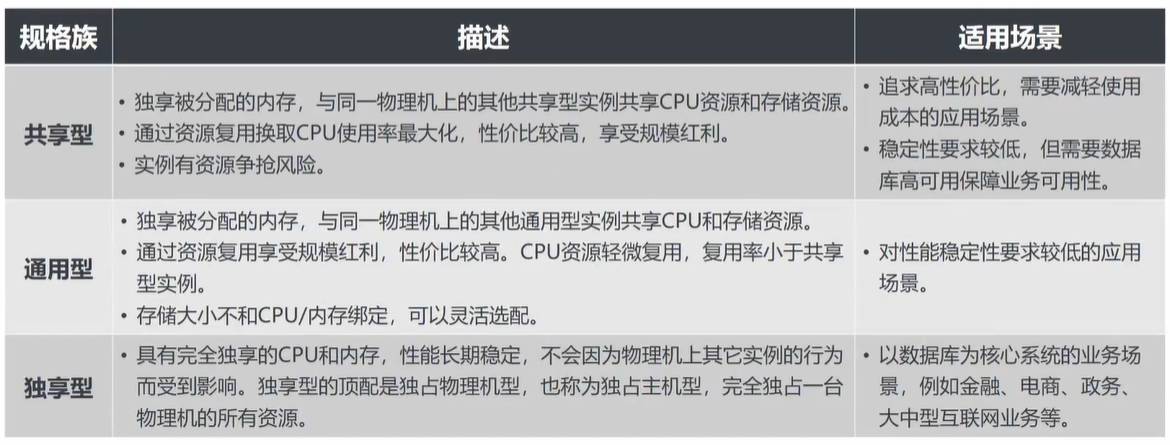 规格族 描述 适用场景
共享型
• 独享被分配的内存，与同一物理机上的其他共享型实例共享CPU资源和存储资源。
• 通过资源复用换取CPU使用率最大化，性价比较高，享受规模红利。
• 实例有资源争抢风险。
• 追求高性价比，需要减轻使用
成本的应用场景。
• 稳定性要求较低，但需要数据
库高可用保障业务可用性。
通用型
• 独享被分配的内存，与同一物理机上的其他通用型实例共享CPU和存储资源。
• 通过资源复用享受规模红利，性价比较高。CPU资源轻微复用，复用率小于共享
型实例。
• 存储大小不和CPU/内存绑定，可以灵活选配。
• 对性能稳定性要求较低的应用
场景。
独享型
• 具有完全独享的CPU和内存，性能长期稳定，不会因为物理机上其它实例的行为
而受到影响。独享型的顶配是独占物理机型，也称为独占主机型，完全独占一台
物理机的所有资源。
• 以数据库为核心系统的业务场
景，例如金融、电商、政务、
大中型互联网业务等。